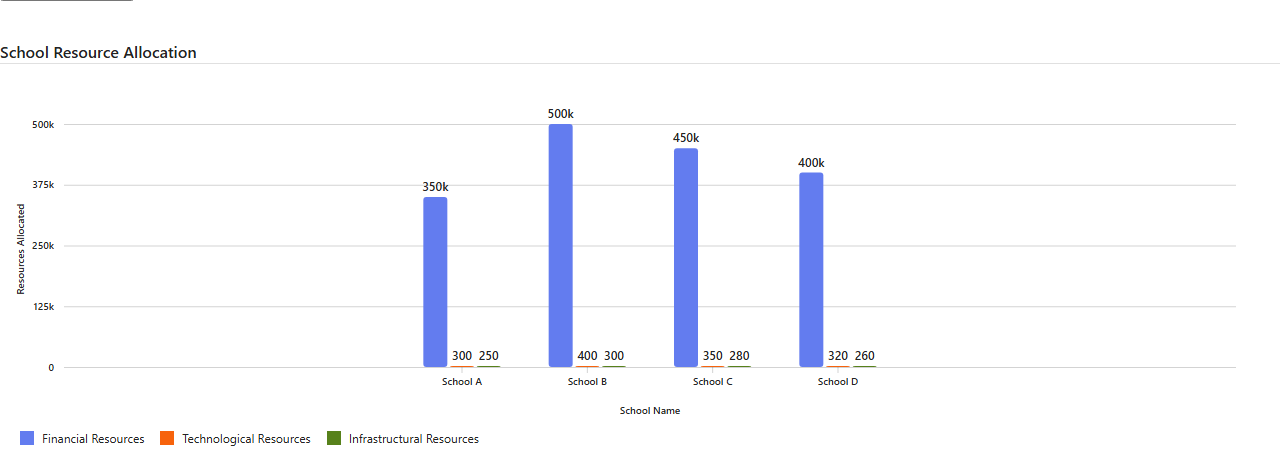 School Resource Allocation
500k
450k
400k
350k
500k
375k
250k
125k
0
Resources Allocated
300 250 400 300 350 280 320 260
School A School B School C School D
School Name
Financial Resources Technological Resources Infrastructural Resources